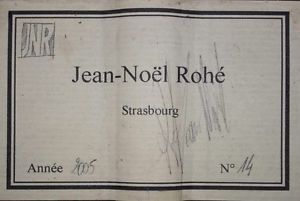 JNR
Jean-Noël Rohé
Strasbourg
Année 2005
N° 14